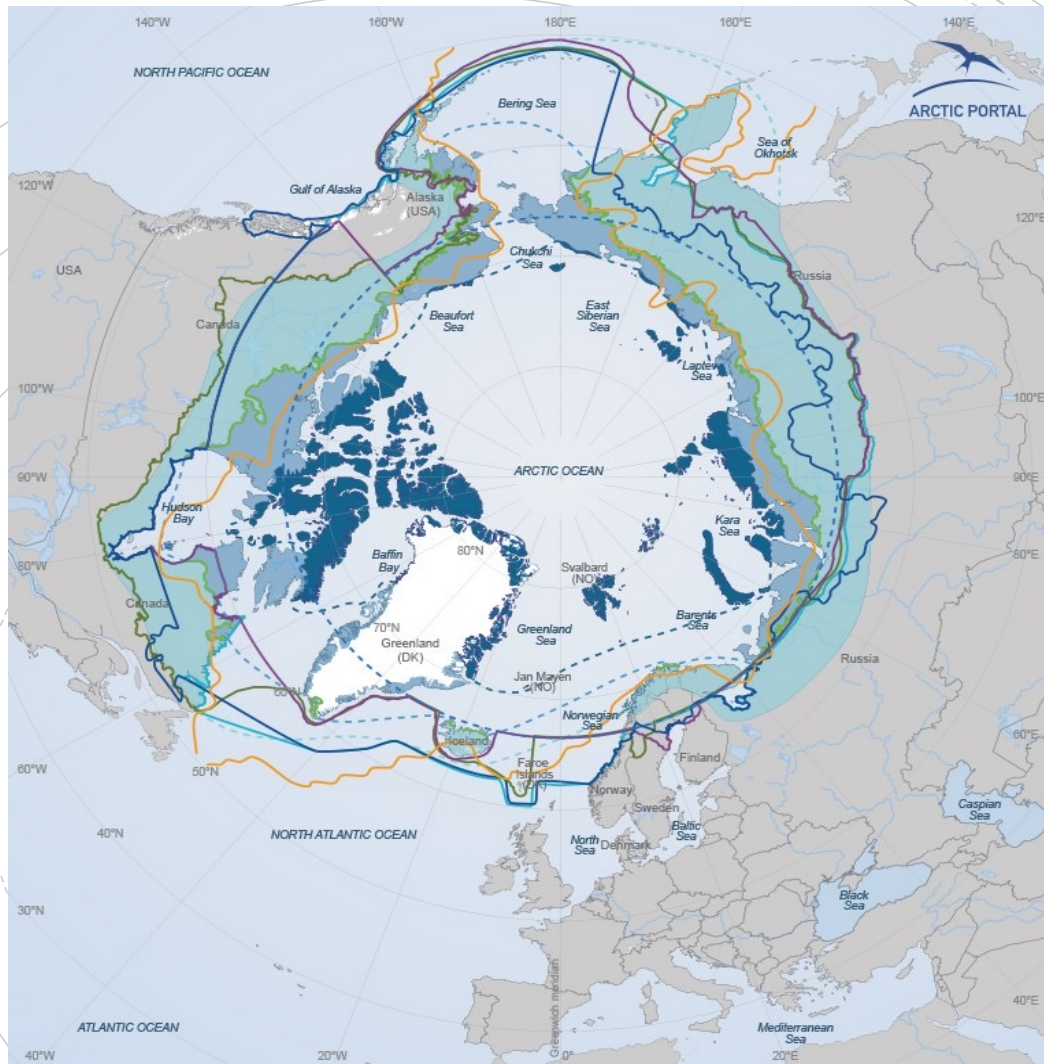 140°W
160°W
180°E
160°E
140°E
NORTH PACIFIC OCEAN
ARCTIC PORTAL
Bering Sea
Sea of
Okhotsk
120°W
Gulf of Alaska
Alaska
(USA)
120°E
Chukchi
Sea
USA
Russia
Canada
Beaufort
Sea
East
Siberian
Sea
Laptev
Sea
100°W
100°E
ARCTIC OCEAN
90°W
90°E
Hudson
Bay
Kara
Sea
80°W
Baffin
Bay
80°N
80°E
Svalbard
(NO)
Canada
70°N
Greenland
(DK)
Greenland
Sea
Barents
Sea
Russia
Jan Mayen
(NO)
60°N
Norwegian
Sea
Iceland
60°E
Finland
60°W
50°N
Faroe
Islands
Norway
Sweden
Caspian
Sea
40°N
NORTH ATLANTIC OCEAN
North
Sea
Denmark
Baltic
Sea
Black
Sea
30°N
Greenwich meridian
40°E
ATLANTIC OCEAN
Mediterranean
Sea
40°W
20°W
0°
20°E